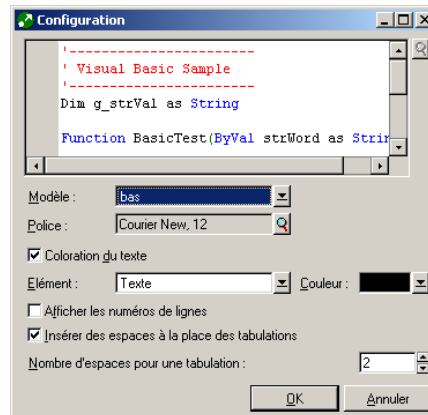 Configuration
'-----------------------
' Visual Basic Sample
'-----------------------
Dim g_strVal as String
Function BasicTest(ByVal strWord as Strin
Modèle : bas
Police : Courier New, 12
Coloration du texte
Elément : Texte Couleur :
Afficher les numéros de lignes
Insérer des espaces à la place des tabulations
Nombre d'espaces pour une tabulation : 2
OK Annuler